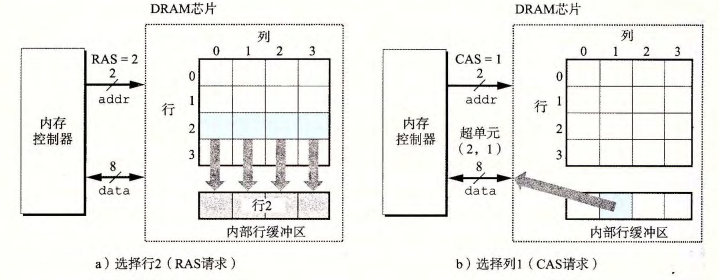 DRAM芯片
列
0 1 2 3
RAS = 2
2
addr
行
0
1
2
3
内存
控制器
8
data
行2
内部行缓冲区
a）选择行2（RAS请求）
DRAM芯片
列
0 1 2 3
CAS = 1
2
addr
行
0
1
2
3
内存
控制器
超单元
（2，1）
8
data
内部行缓冲区
b）选择列1（CAS请求）